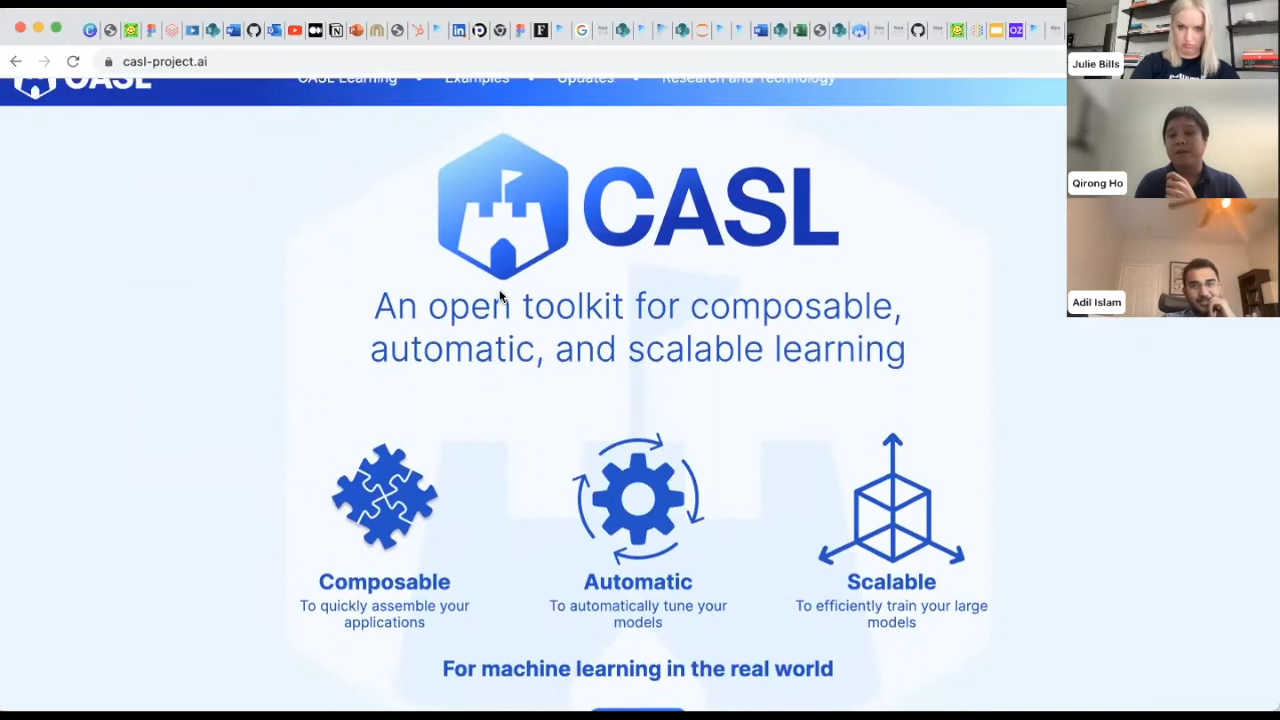 casl-project.ai
CASL
CASL Learning
Examples
Updates
Research and Technology
CASL
An open toolkit for composable,
automatic, and scalable learning
Composable
To quickly assemble your
applications
Automatic
To automatically tune your
models
Scalable
To efficiently train your large
models
For machine learning in the real world
Julie Bills
Qirong Ho
Adil Islam